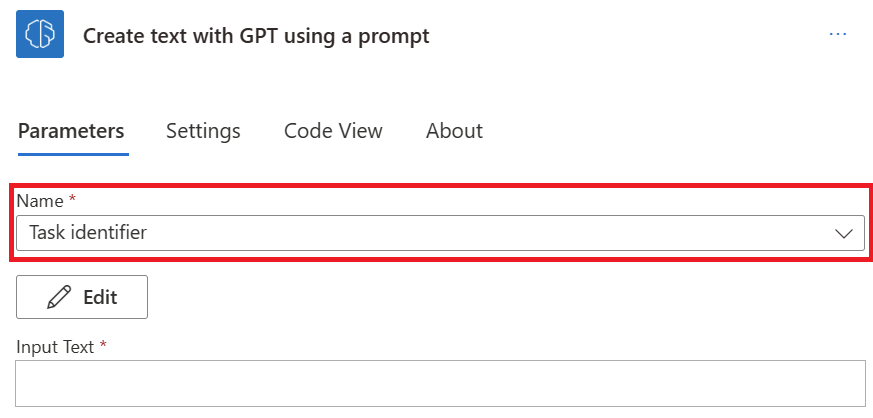 Create text with GPT using a prompt
...
Parameters Settings Code View About
Name *
Task identifier
Edit
Input Text *